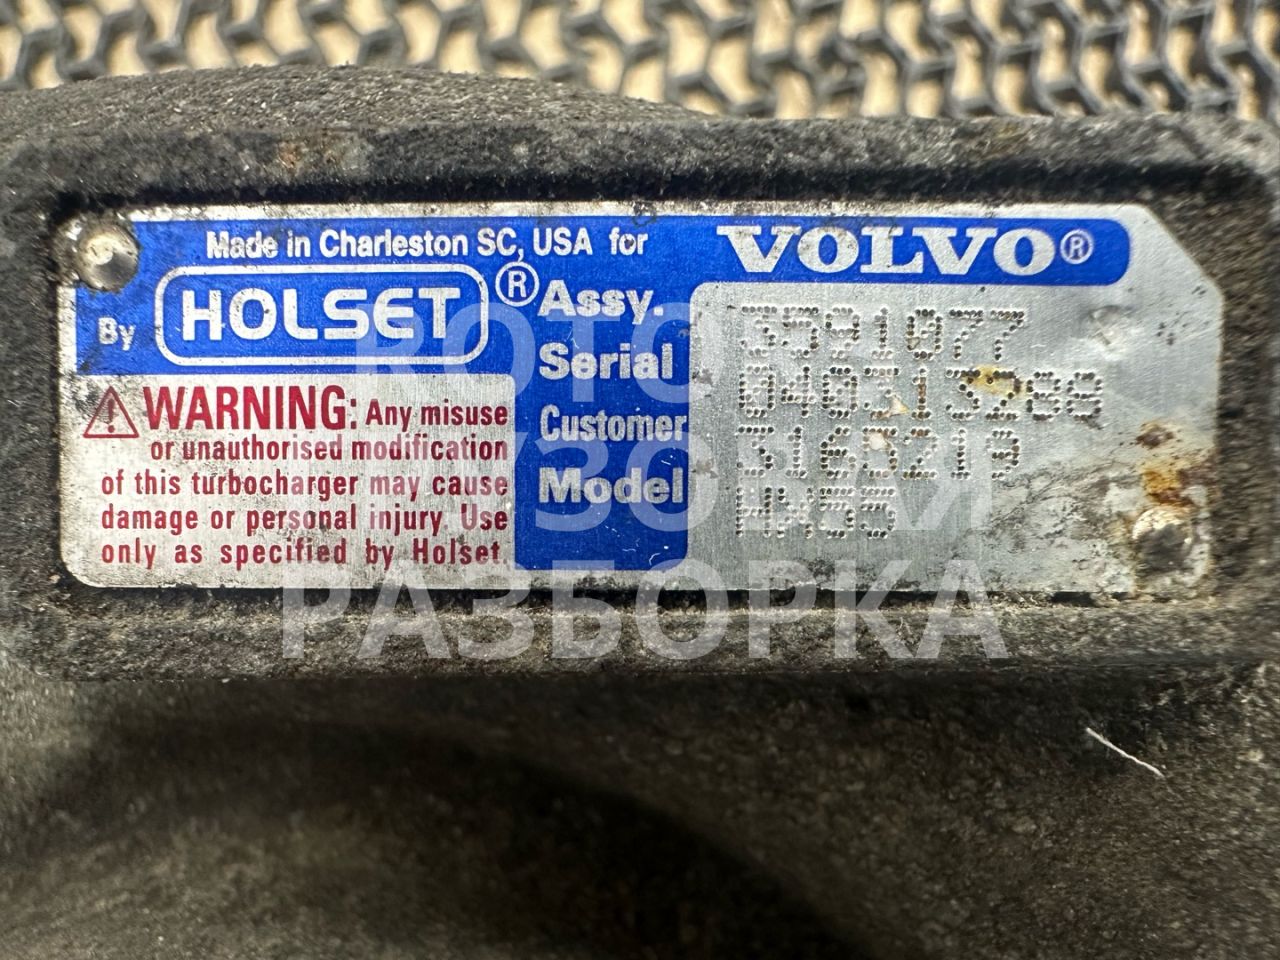 Made in Charleston SC, USA for VOLVO®
By HOLSET®
WARNING: Any misuse
or unauthorised modification
of this turbocharger may cause
damage or personal injury. Use
only as specified by Holset.
Assy. 3591077
Serial
Customer 3165219
Model HX55
РАЗБОРКА